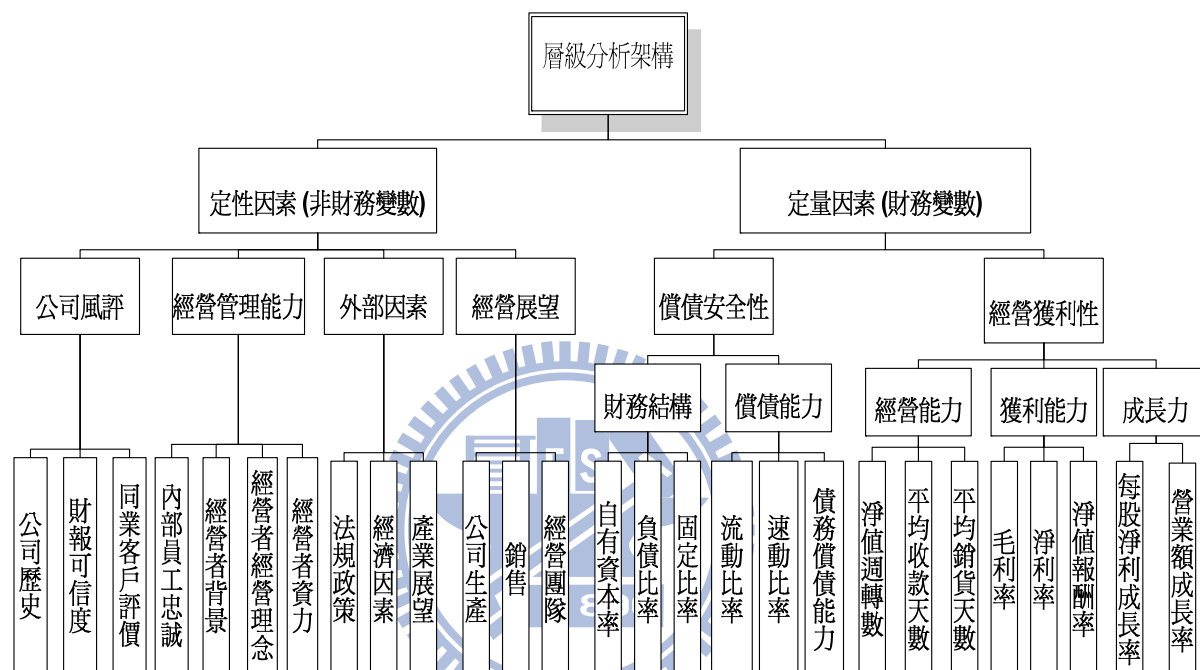 層級分析架構
定性因素 (非財務變數)
定量因素 (財務變數)
公司風評
經營管理能力
外部因素
經營展望
償債安全性
經營獲利性
財務結構
償債能力
經營能力
獲利能力
成長力
公司歷史
財報可信度
同業客戶評價
內部員工忠誠
經營者背景
經營者經營管理念
經營者資力
法規政策
經濟因素
產業展望
公司生產
銷售
經營團隊
自有資本率
負債比率
固定比率
流動比率
速動比率
債務償債能力
淨值週轉數
平均收款天數
平均銷貨天數
毛利率
淨利率
淨值報酬率
每股淨利成長率
營業額成長率